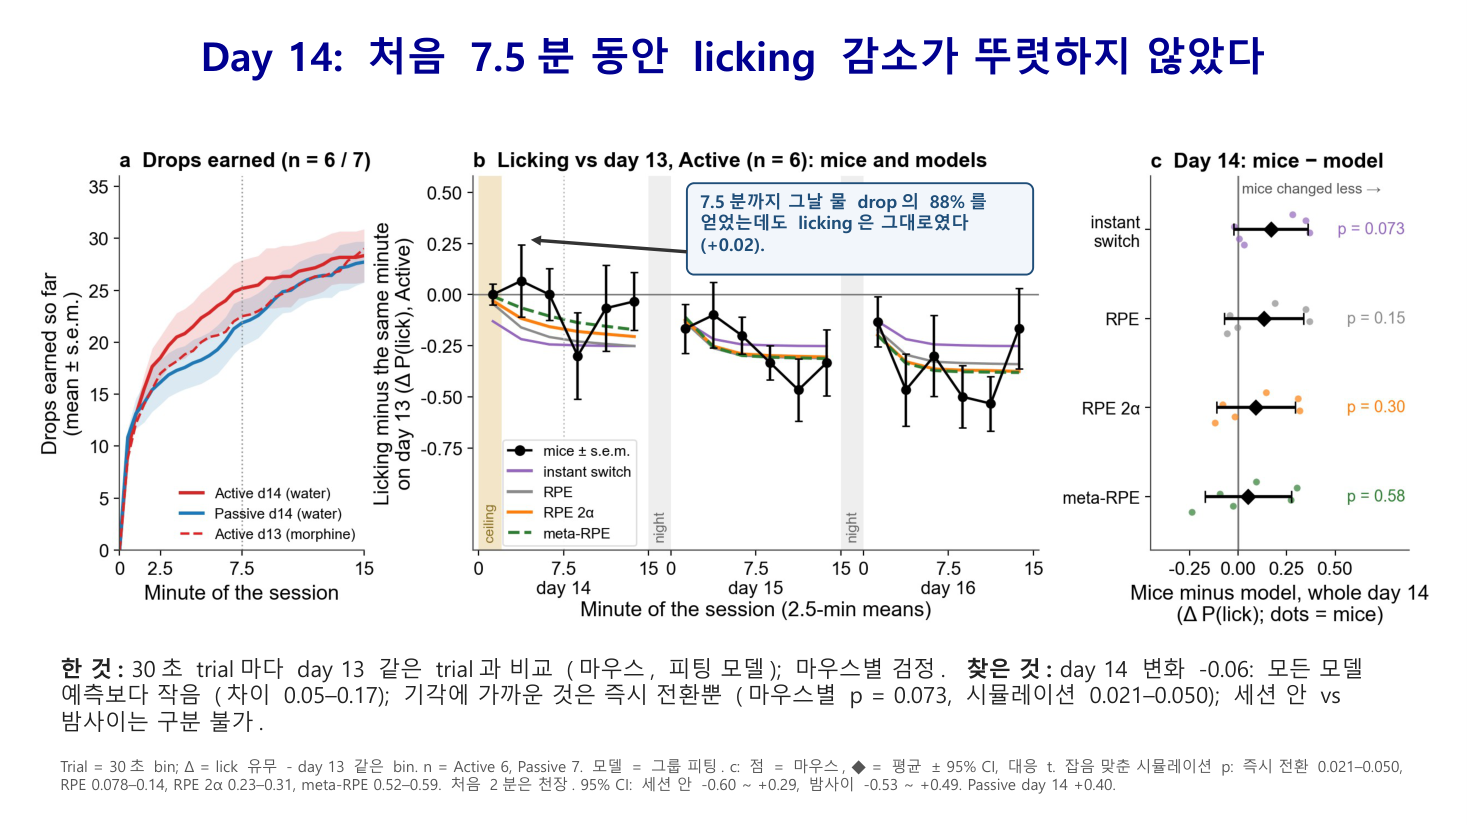 Day 14: 처음 7.5 분 동안 licking 감소가 뚜렷하지 않았다
a Drops earned (n = 6 / 7)
35
30
25
20
15
10
5
0
Drops earned so far
(mean ± s.e.m.)
Active d14 (water)
Passive d14 (water)
Active d13 (morphine)
0 2.5 7.5 15
Minute of the session
b Licking vs day 13, Active (n = 6): mice and models
0.50
0.25
0.00
-0.25
-0.50
-0.75
Licking minus the same minute
on day 13 (Δ P(lick), Active)
7.5 분까지 그날 물 drop 의 88% 를
얻었는데도 licking 은 그대로였다
(+0.02).
mice ± s.e.m.
instant switch
RPE
RPE 2α
meta-RPE
ceiling
night
night
0 7.5 15 0 7.5 15 0 7.5 15
day 14 day 15 day 16
Minute of the session (2.5-min means)
c Day 14: mice − model
mice changed less →
instant
switch
p = 0.073
RPE
p = 0.15
RPE 2α
p = 0.30
meta-RPE
p = 0.58
-0.25 0.00 0.25 0.50
Mice minus model, whole day 14
(Δ P(lick); dots = mice)
한 것 : 30 초 trial 마다 day 13 같은 trial 과 비교 ( 마우스 , 피팅 모델 ); 마우스별 검정 . 찾은 것 : day 14 변화 -0.06: 모든 모델
예측보다 작음 ( 차이 0.05–0.17); 기각에 가까운 것은 즉시 전환뿐 ( 마우스별 p = 0.073, 시뮬레이션 0.021–0.050); 세션 안 vs
밤사이는 구분 불가 .
Trial = 30 초 bin; Δ = lick 유무 - day 13 같은 bin. n = Active 6, Passive 7. 모델 = 그룹 피팅 . c: 점 = 마우스 , ◆ = 평균 ± 95% CI, 대응 t. 잡음 맞춘 시뮬레이션 p: 즉시 전환 0.021–0.050,
RPE 0.078–0.14, RPE 2α 0.23–0.31, meta-RPE 0.52–0.59. 처음 2 분은 천장 . 95% CI: 세션 안 -0.60 ~ +0.29, 밤사이 -0.53 ~ +0.49. Passive day 14 +0.40.